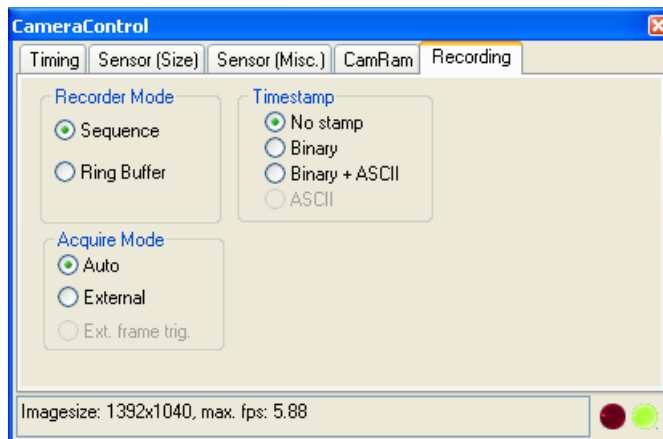 CameraControl
Timing Sensor (Size) Sensor (Misc.) CamRam Recording
Recorder Mode
Sequence
Ring Buffer
Timestamp
No stamp
Binary
Binary + ASCII
ASCII
Acquire Mode
Auto
External
Ext. frame trig.
Imagesize: 1392x1040, max. fps: 5.88